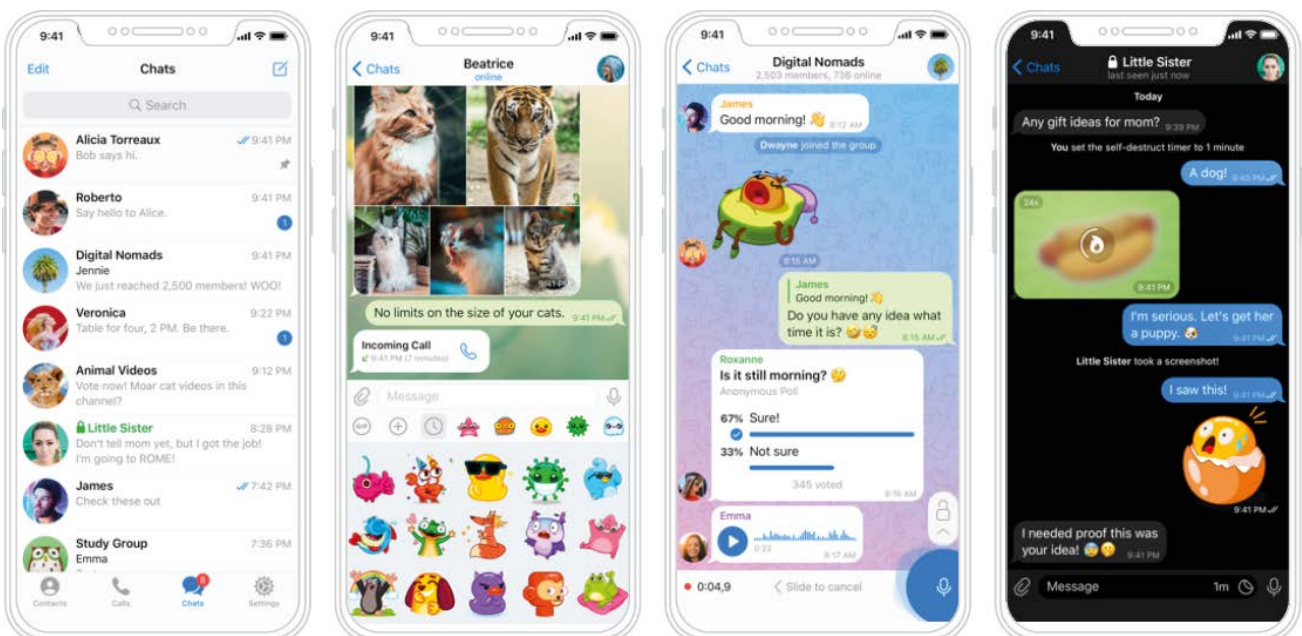 9:41
Edit
Chats
Search
Alicia Torreaux
9:41 PM
Bob says hi.
Roberto
9:41 PM
Say hello to Alice.
1
Digital Nomads
9:41 PM
Jennie
We just reached 2,500 members! WOO!
Veronica
9:22 PM
Table for four, 2 PM. Be there.
1
Animal Videos
9:12 PM
Vote now! Moar cat videos in this
channel?
Little Sister
8:28 PM
Don't tell mom yet, but I got the job!
I'm going to ROME!
James
7:42 PM
Check these out
Study Group
7:36 PM
Emma
8
Contacts
Calls
Chats
Settings
9:41
Chats
Beatrice
online
9:41 PM
No limits on the size of your cats.
9:41 PM
Incoming Call
9:41 PM (7 minutes)
Message
GIF
9:41
Chats
Digital Nomads
2,503 members, 736 online
James
Good morning! 👋
8:12 AM
Dwayne joined the group
8:15 AM
James
Good morning! 👋
Do you have any idea what
time it is? 🤣😴
8:15 AM
Roxanne
Is it still morning? 🤔
Anonymous Poll
67% Sure!
33% Not sure
345 voted
8:16 AM
Emma
0:22
8:17 AM
0:04,9
Slide to cancel
9:41
Chats
Little Sister
last seen just now
Today
Any gift ideas for mom?
9:39 PM
You set the self-destruct timer to 1 minute
A dog!
9:40 PM
24s
9:41 PM
I'm serious. Let's get her
a puppy. 🐶
9:41 PM
Little Sister took a screenshot!
I saw this!
9:41 PM
9:41 PM
I needed proof this was
your idea! 😰🤫
9:41 PM
Message
1m